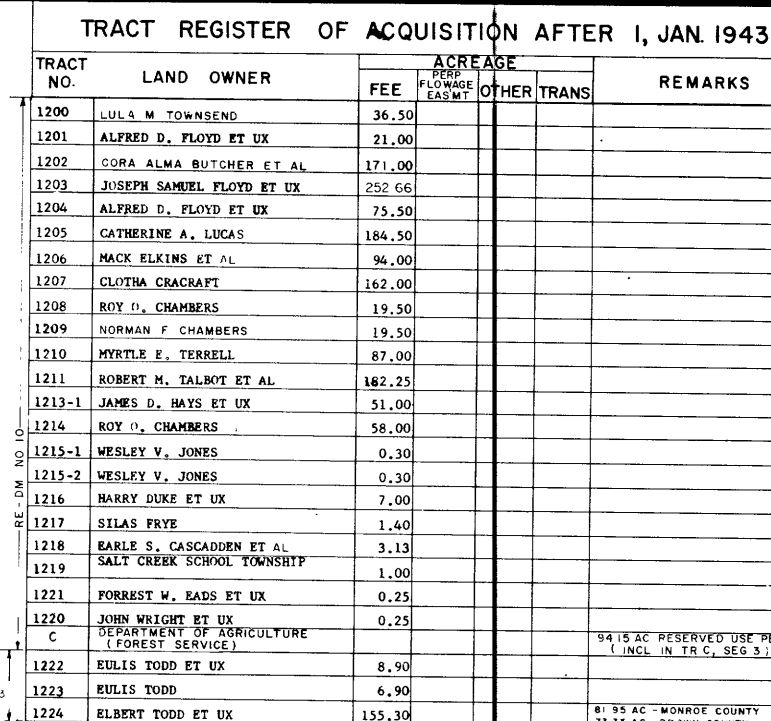 TRACT REGISTER OF ACQUISITION AFTER 1, JAN. 1943
ACREAGE
TRACT NO. LAND OWNER FEE PERP FLOWAGE EAS'MT OTHER TRANS REMARKS
1200 LULA M TOWNSEND 36.50
1201 ALFRED D. FLOYD ET UX 21.00
1202 CORA ALMA BUTCHER ET AL 171.00
1203 JOSEPH SAMUEL FLOYD ET UX 252 66
1204 ALFRED D. FLOYD ET UX 75.50
1205 CATHERINE A. LUCAS 184.50
1206 MACK ELKINS ET AL 94.00
1207 CLOTHA CRACRAFT 162.00
1208 ROY O. CHAMBERS 19.50
1209 NORMAN F CHAMBERS 19.50
1210 MYRTLE E. TERRELL 87.00
1211 ROBERT M. TALBOT ET AL 182.25
1213-1 JAMES D. HAYS ET UX 51.00
1214 ROY O. CHAMBERS 58.00
1215-1 WESLEY V. JONES 0.30
1215-2 WESLEY V. JONES 0.30
1216 HARRY DUKE ET UX 7.00
1217 SILAS FRYE 1.40
1218 EARLE S. CASCADDEN ET AL 3.13
1219 SALT CREEK SCHOOL TOWNSHIP 1.00
1221 FORREST W. EADS ET UX 0.25
1220 JOHN WRIGHT ET UX 0.25
C DEPARTMENT OF AGRICULTURE 94 15 AC RESERVED USE
(FOREST SERVICE) ( INCL IN TR C, SEG 3 )
1222 EULIS TODD ET UX 8.90
1223 EULIS TODD 6.90
1224 ELBERT TODD ET UX 155.30 81 95 AC - MONROE COUNTY
RE-DM NO 10
3